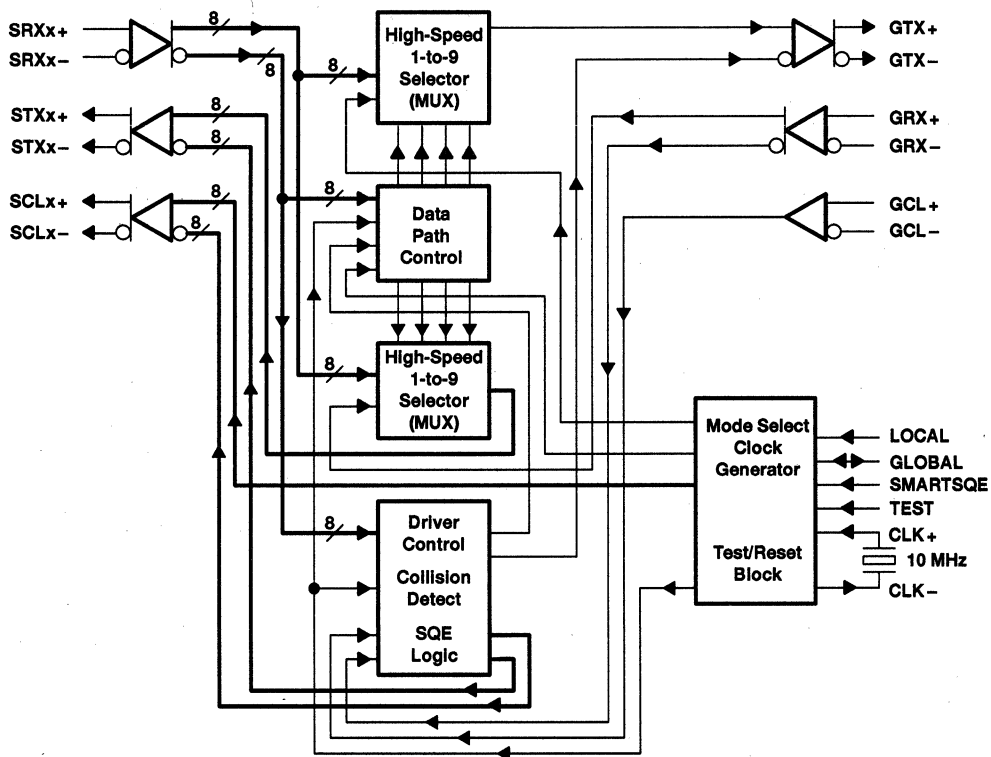 SRXx+
SRXx−
STXx+
STXx−
SCLx+
SCLx−
8
8
8
8
8
8
8
8
8
8
High-Speed
1-to-9
Selector
(MUX)
Data
Path
Control
High-Speed
1-to-9
Selector
(MUX)
Driver
Control
Collision
Detect
SQE
Logic
GTX+
GTX−
GRX+
GRX−
GCL+
GCL−
Mode Select
Clock
Generator
Test/Reset
Block
LOCAL
GLOBAL
SMARTSQE
TEST
CLK+
10 MHz
CLK−